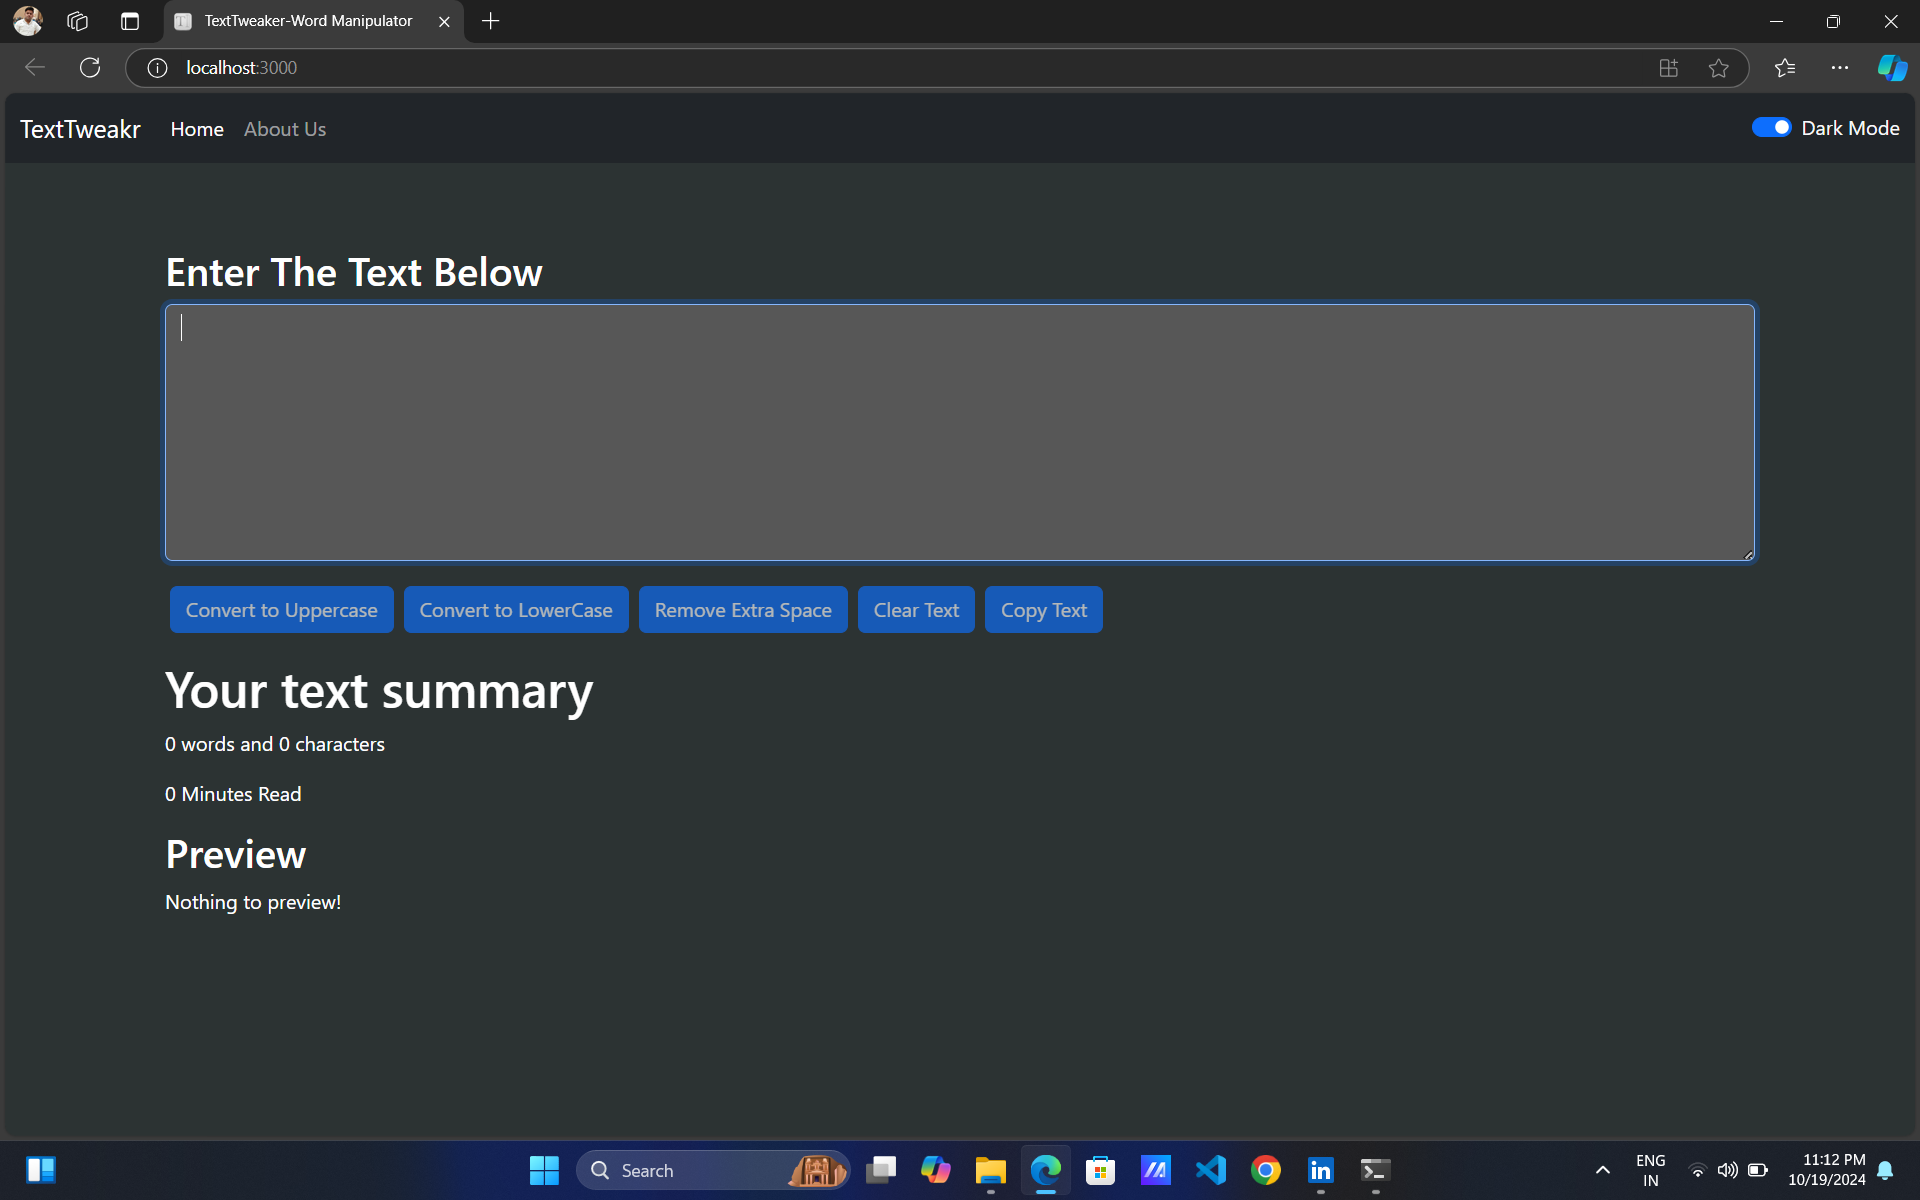 TextTweaker-Word Manipulator
localhost:3000
TextTweakr Home About Us Dark Mode
Enter The Text Below
Convert to Uppercase Convert to LowerCase Remove Extra Space Clear Text Copy Text
Your text summary
0 words and 0 characters
0 Minutes Read
Preview
Nothing to preview!
Search
ENG
IN
11:12 PM
10/19/2024